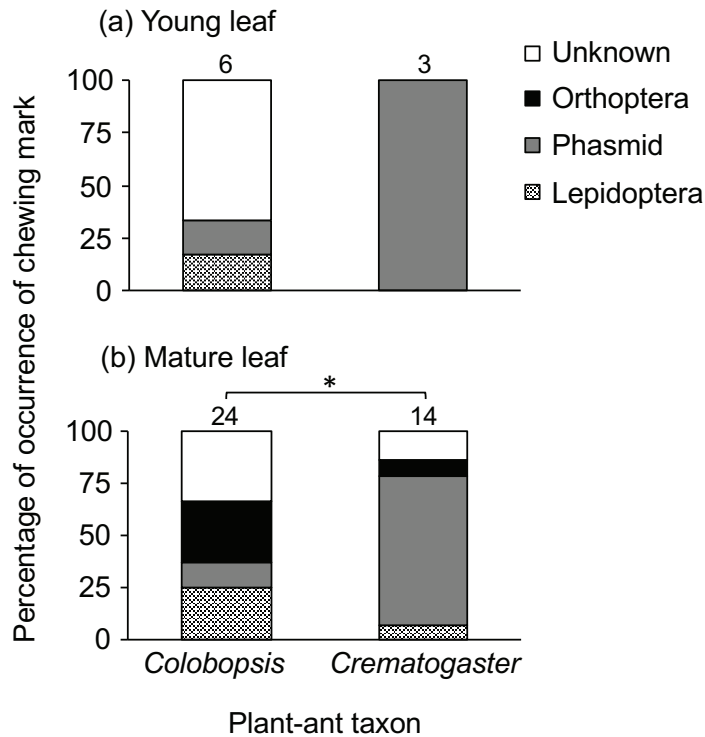 (a) Young leaf
6 3
100
75
50
25
0
Unknown
Orthoptera
Phasmid
Lepidoptera
Percentage of occurrence of chewing mark
(b) Mature leaf
*
24 14
100
75
50
25
0
Colobopsis Crematogaster
Plant-ant taxon